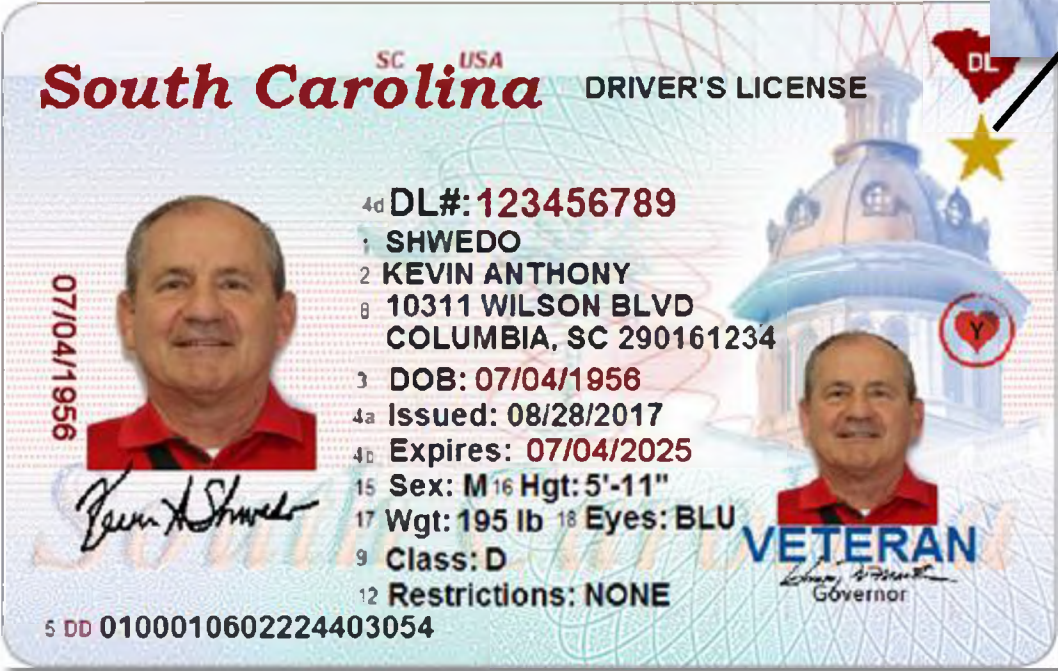 SC USA
South Carolina DRIVER'S LICENSE
DL
4d DL#: 123456789
1 SHWEDO
2 KEVIN ANTHONY
8 10311 WILSON BLVD
COLUMBIA, SC 290161234
Y
3 DOB: 07/04/1956
07/04/1956
4a Issued: 08/28/2017
4b Expires: 07/04/2025
15 Sex: M 16 Hgt: 5'-11"
17 Wgt: 195 lb 18 Eyes: BLU
9 Class: D
12 Restrictions: NONE
VETERAN
Governor
5 DD 0100010602224403054